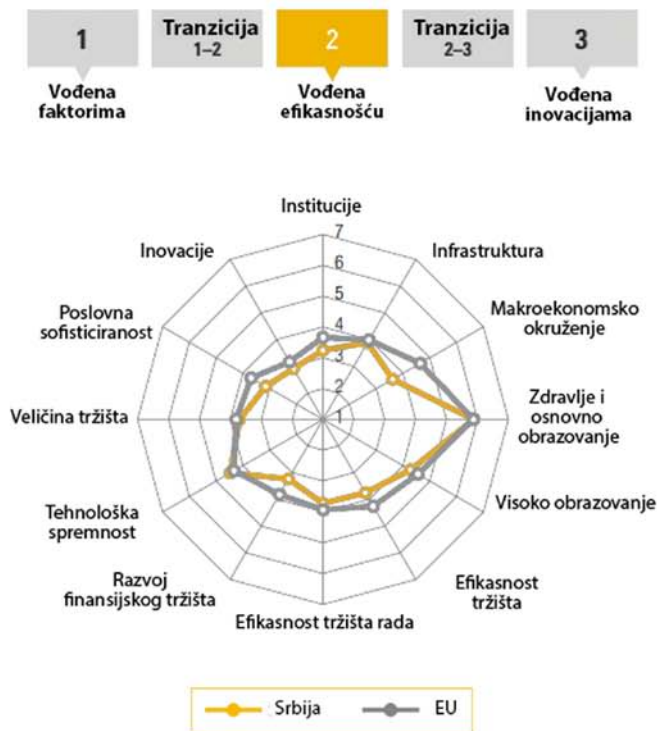 1
Tranzicija
1–2
2
Tranzicija
2–3
3
Vođena
faktorima
Vođena
efikasnošću
Vođena
inovacijama
Institucije
7
6
5
4
3
2
1
Infrastruktura
Makroekonomsko
okruženje
Zdravlje i
osnovno
obrazovanje
Visoko obrazovanje
Efikasnost
tržišta
Efikasnost tržišta rada
Razvoj
finansijskog tržišta
Tehnološka
spremnost
Veličina tržišta
Poslovna
sofisticiranost
Inovacije
Srbija
EU